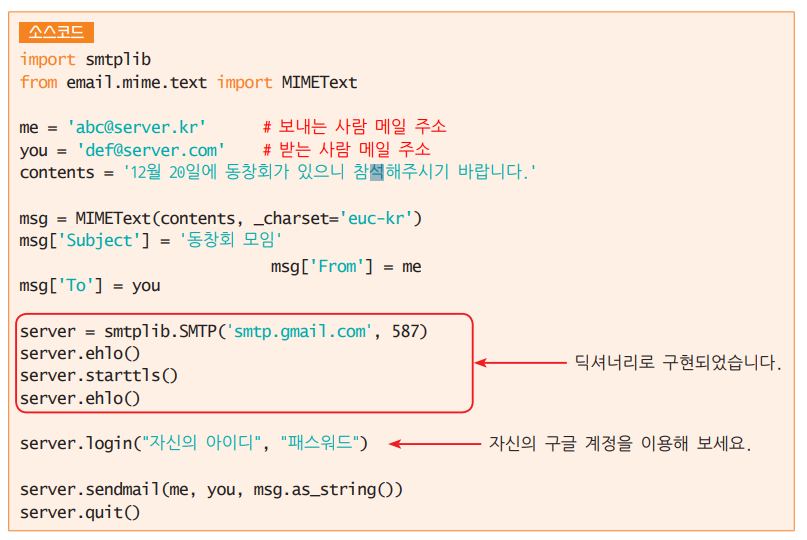 소스코드
import smtplib
from email.mime.text import MIMEText
me = 'abc@server.kr' # 보내는 사람 메일 주소
you = 'def@server.com' # 받는 사람 메일 주소
contents = '12월 20일에 동창회가 있으니 참석해주시기 바랍니다.'
msg = MIMEText(contents, _charset='euc-kr')
msg['Subject'] = '동창회 모임'
msg['From'] = me
msg['To'] = you
server = smtplib.SMTP('smtp.gmail.com', 587)
server.ehlo()
딕셔너리로 구현되었습니다.
server.starttls()
server.ehlo()
server.login("자신의 아이디", "패스워드") 자신의 구글 계정을 이용해 보세요.
server.sendmail(me, you, msg.as_string())
server.quit()